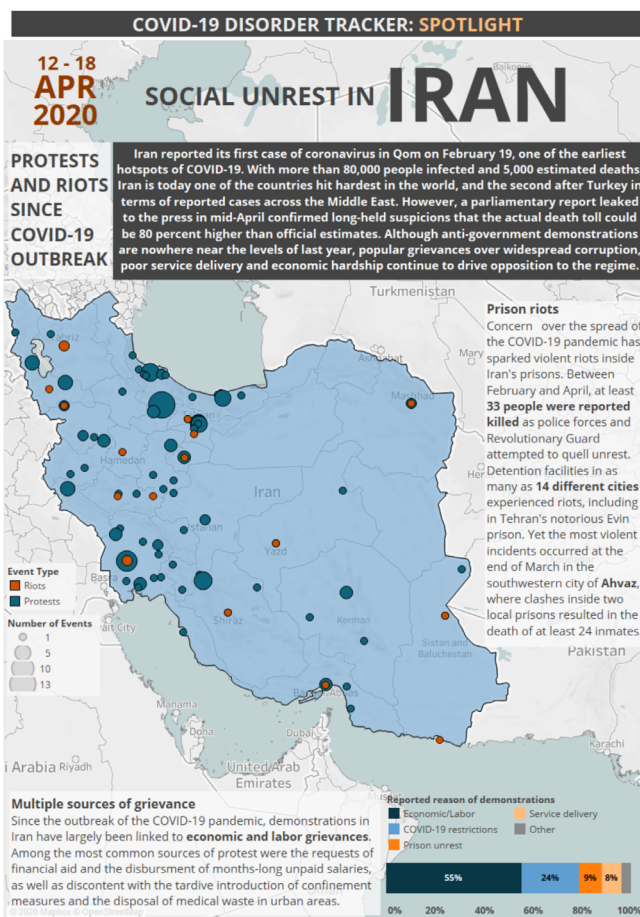 COVID-19 DISORDER TRACKER: SPOTLIGHT
12 - 18
APR
2020
SOCIAL UNREST IN IRAN
Baikonur
PROTESTS
AND RIOTS
SINCE
COVID-19
OUTBREAK
Iran reported its first case of coronavirus in Qom on February 19, one of the earliest
hotspots of COVID-19. With more than 80,000 people infected and 5,000 estimated deaths
Iran is today one of the countries hit hardest in the world, and the second after Turkey in
terms of reported cases across the Middle East. However, a parliamentary report leaked
to the press in mid-April confirmed long-held suspicions that the actual death toll could
be 80 percent higher than official estimates. Although anti-government demonstrations
are nowhere near the levels of last year, popular grievances over widespread corruption,
poor service delivery and economic hardship continue to drive opposition to the regime.
Turkmenistan
Prison riots
Concern over the spread of
the COVID-19 pandemic has
sparked violent riots inside
Iran's prisons. Between
February and April, at least
33 people were reported
killed as police forces and
Revolutionary Guard
attempted to quell unrest.
Detention facilities in as
many as 14 different cities
experienced riots, including
in Tehran's notorious Evin
prison. Yet the most violent
incidents occurred at the
end of March in the
southwestern city of Ahvaz,
where clashes inside two
local prisons resulted in the
death of at least 24 inmates
Tabriz
Ashgabat
Mary
Mashhad
Hamedan
Her
Iran
Isfahan
Yazd
Basra
Shiraz
Kerman
Sistan and
Baluchestan
ait City
Pakistan
Bandar Abbas
Manama
Doha
Dubai
Karachi
i Arabia Riyadh
United Arab
Emirates
Event Type
Riots
Protests
Number of Events
1
5
10
13
Multiple sources of grievance
Since the outbreak of the COVID-19 pandemic, demonstrations in
Iran have largely been linked to economic and labor grievances.
Among the most common sources of protest were the requests of
financial aid and the disbursment of months-long unpaid salaries,
as well as discontent with the tardive introduction of confinement
measures and the disposal of medical waste in urban areas.
© 2020 Mapbox © OpenStreetMap
Reported reason of demonstrations
Economic/Labor
Service delivery
COVID-19 restrictions
Other
Prison unrest
55% 24% 9% 8%
0% 20% 40% 60% 80% 100%